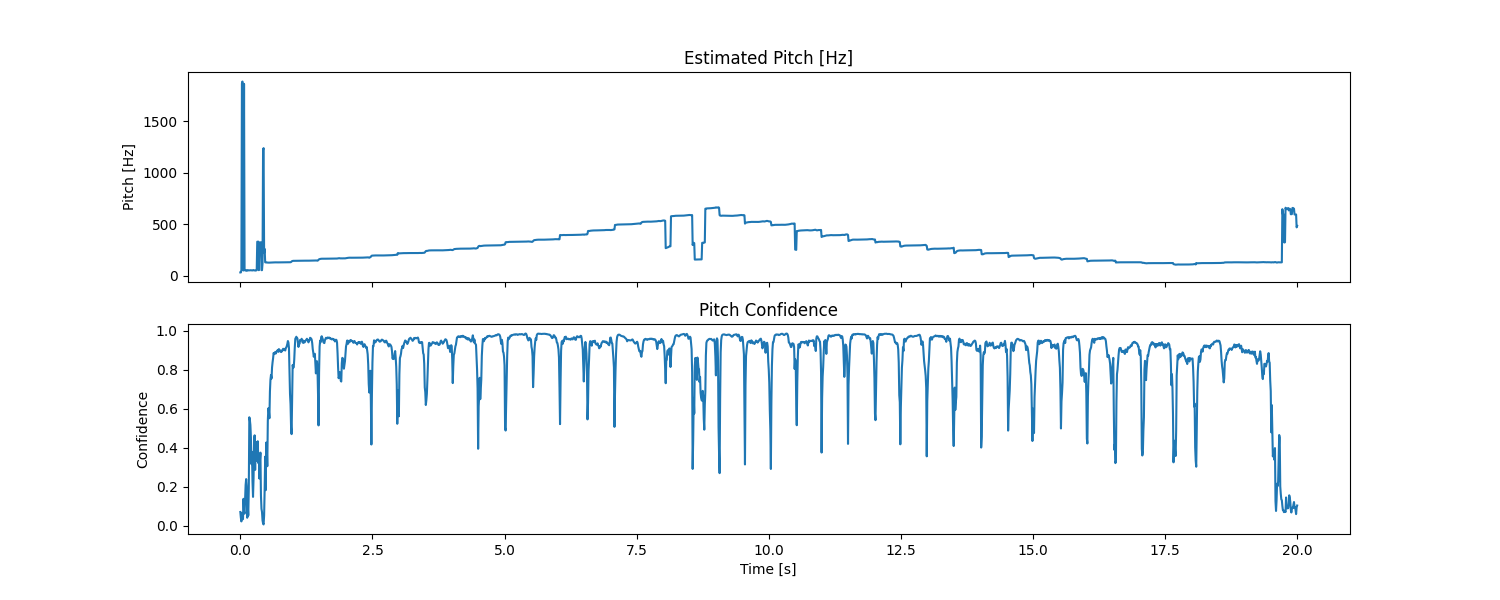 Estimated Pitch [Hz]
Pitch [Hz]
1500
1000
500
0
Pitch Confidence
Confidence
1.0
0.8
0.6
0.4
0.2
0.0
0.0 2.5 5.0 7.5 10.0 12.5 15.0 17.5 20.0
Time [s]